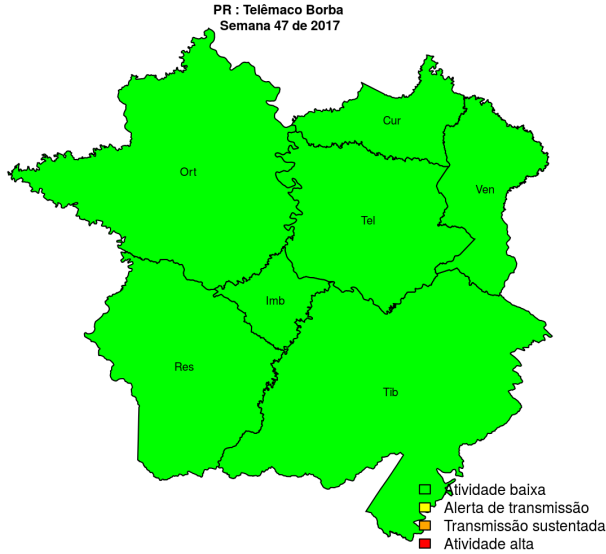 PR : Telêmaco Borba
Semana 47 de 2017
Cur
Ort
Ven
Tel
Imb
Res
Tib
Atividade baixa
Alerta de transmissão
Transmissão sustentada
Atividade alta